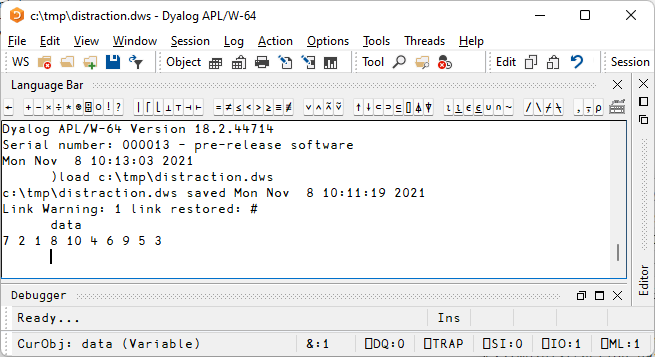 c:\tmp\distraction.dws - Dyalog APL/W-64
File Edit View Window Session Log Action Options Tools Threads Help
WS Object Tool Edit Session
Language Bar
← + - × ÷ * ⍟ ⌹ ○ ! ? | ⌈ ⌊ ⊥ ⊤ ⊣ ⊢ = ≠ ≤ < > ≥ ≡ ≢ ∨ ∧ ⍲ ⍱ ↑ ↓ ⊂ ⊃ ⊆ ⌷ ⍋ ⍒ ⍳ ⍸ ∊ ⍷ ∪ ∩ ~ / \ ⌿ ⍀ , ⍪ ⍴
Dyalog APL/W-64 Version 18.2.44714
Serial number: 000013 - pre-release software
Mon Nov  8 10:13:03 2021
      )load c:\tmp\distraction.dws
c:\tmp\distraction.dws saved Mon Nov  8 10:11:19 2021
Link Warning: 1 link restored: #
      data
7 2 1 8 10 4 6 9 5 3
Editor
Debugger
Ready... Ins
CurObj: data (Variable) &:1 ⎕DQ:0 ⎕TRAP ⎕SI:0 ⎕IO:1 ⎕ML:1